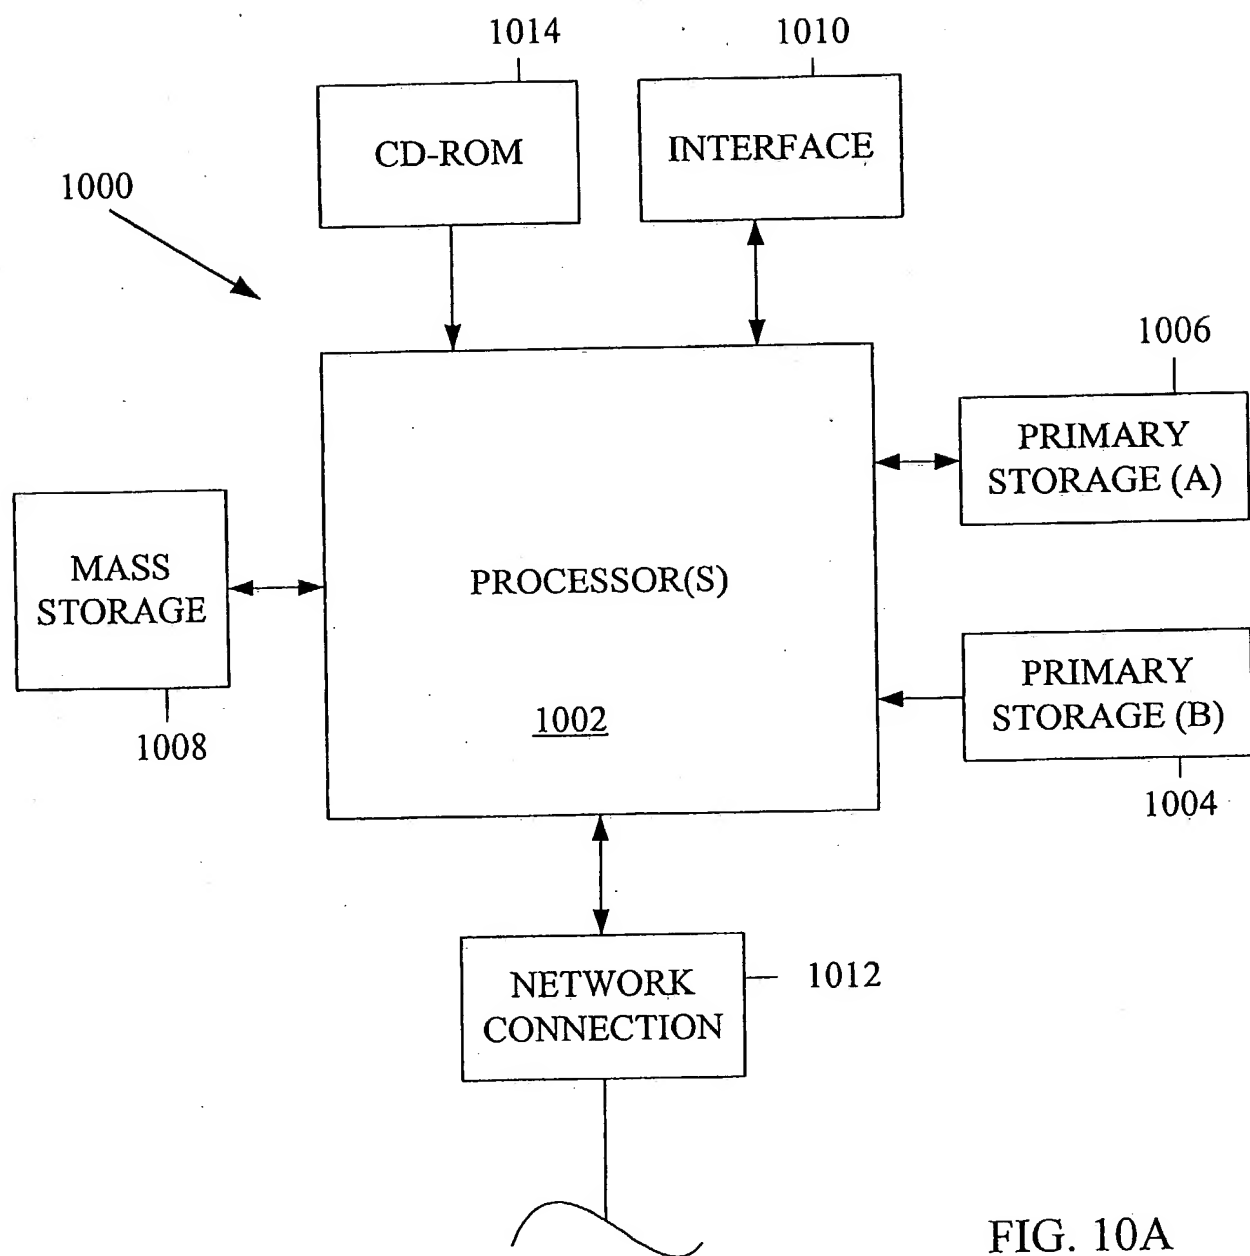 1014
1010
CD-ROM
INTERFACE
1000
1006
PRIMARY
STORAGE (A)
MASS
STORAGE
PROCESSOR(S)
PRIMARY
STORAGE (B)
1002
1008
1004
NETWORK
CONNECTION
1012
FIG. 10A